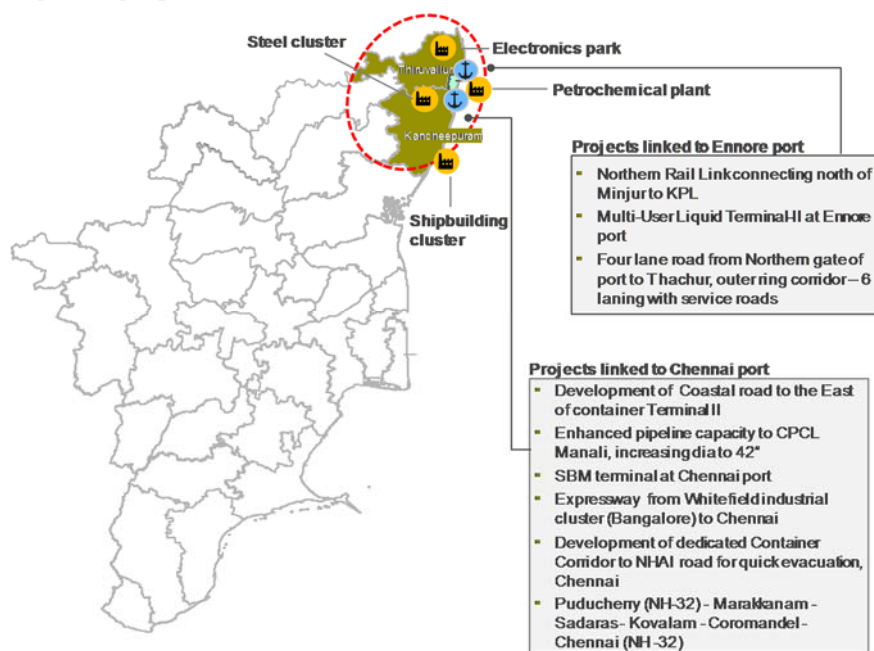 Steel cluster
Electronics park
Thiruvallur
Petrochemical plant
Kancheepuram
Shipbuilding
cluster
Projects linked to Ennore port
Northern Rail Linkconnecting north of
Minjur to KPL
Multi-User Liquid Terminal-II at Ennore
port
Four lane road from Northern gate of
port to Thachur, outer ring corridor – 6
laning with service roads
Projects linked to Chennai port
Development of Coastal road to the East
of container Terminal II
Enhanced pipeline capacity to CPCL
Manali, increasing dia to 42"
SBM terminal at Chennai port
Expressway from Whitefield industrial
cluster (Bangalore) to Chennai
Development of dedicated Container
Corridor to NHAI road for quick evacuation,
Chennai
Puducherry (NH-32) - Marakkanam -
Sadaras - Kovalam - Coromandel -
Chennai (NH -32)